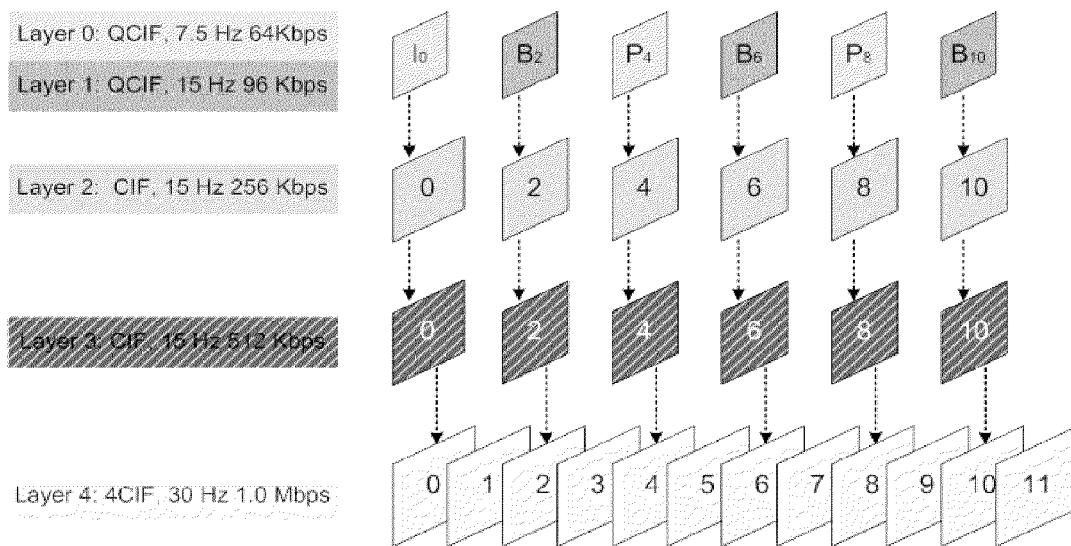 Layer 0: QCIF, 7.5 Hz 64Kbps
Layer 1: QCIF, 15 Hz 96 Kbps
I0 B2 P4 B6 P8 B10
Layer 2: CIF, 15 Hz 256 Kbps
0 2 4 6 8 10
Layer 3: CIF, 15 Hz 512 Kbps
0 2 4 6 8 10
Layer 4: 4CIF, 30 Hz 1.0 Mbps
0 1 2 3 4 5 6 7 8 9 10 11